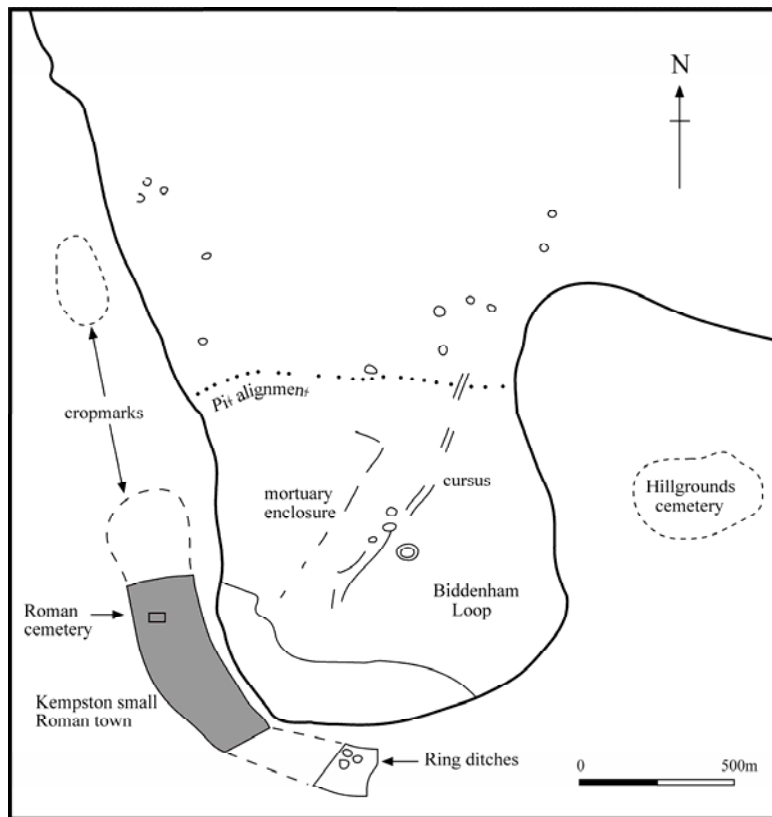 N
Pit alignment
cropmarks
mortuary
enclosure
cursus
Hillgrounds
cemetery
Biddenham
Loop
Roman
cemetery
Kempston small
Roman town
Ring ditches
0
500m